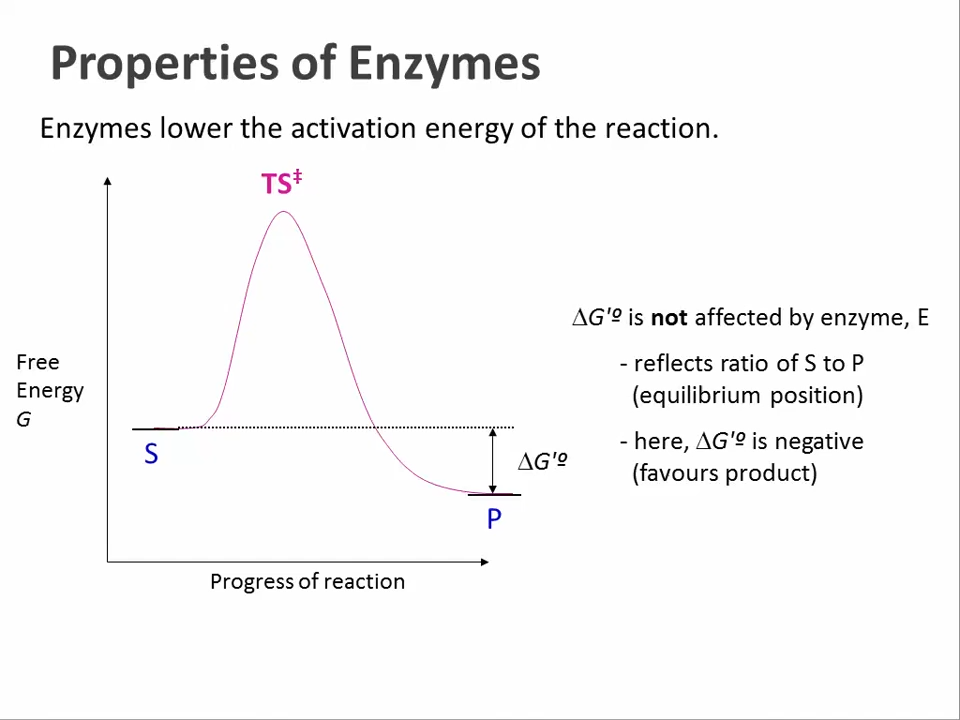 Properties of Enzymes
Enzymes lower the activation energy of the reaction.
TS‡
Free
Energy
G
S
ΔG'º
P
Progress of reaction
ΔG'º is not affected by enzyme, E
- reflects ratio of S to P
(equilibrium position)
- here, ΔG'º is negative
(favours product)